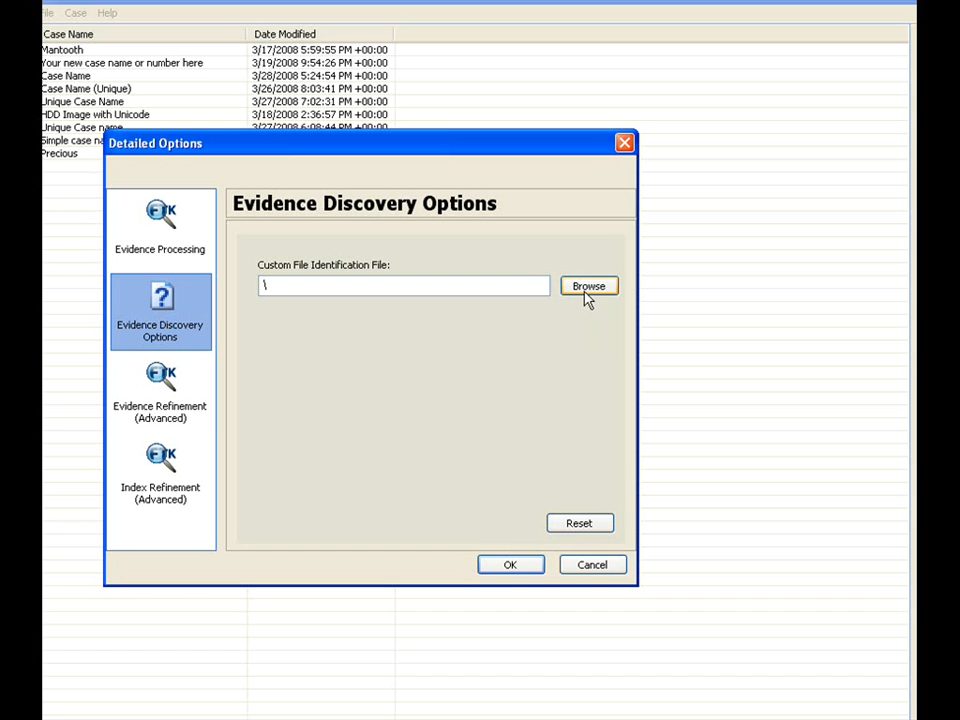 File Case Help
Case Name Date Modified
Mantooth 3/17/2008 5:59:55 PM +00:00
Your new case name or number here 3/19/2008 9:54:26 PM +00:00
Case Name 3/28/2008 5:24:54 PM +00:00
Case Name (Unique) 3/26/2008 8:03:41 PM +00:00
Unique Case Name 3/27/2008 7:02:31 PM +00:00
HDD Image with Unicode 3/18/2008 2:36:57 PM +00:00
Unique Case name 3/27/2008 6:08:44 PM +00:00
Simple case na
Precious
Detailed Options
Evidence Discovery Options
FTK
Evidence Processing
Custom File Identification File:
\ Browse
?
Evidence Discovery
Options
FTK
Evidence Refinement
(Advanced)
FTK
Index Refinement
(Advanced)
Reset
OK Cancel